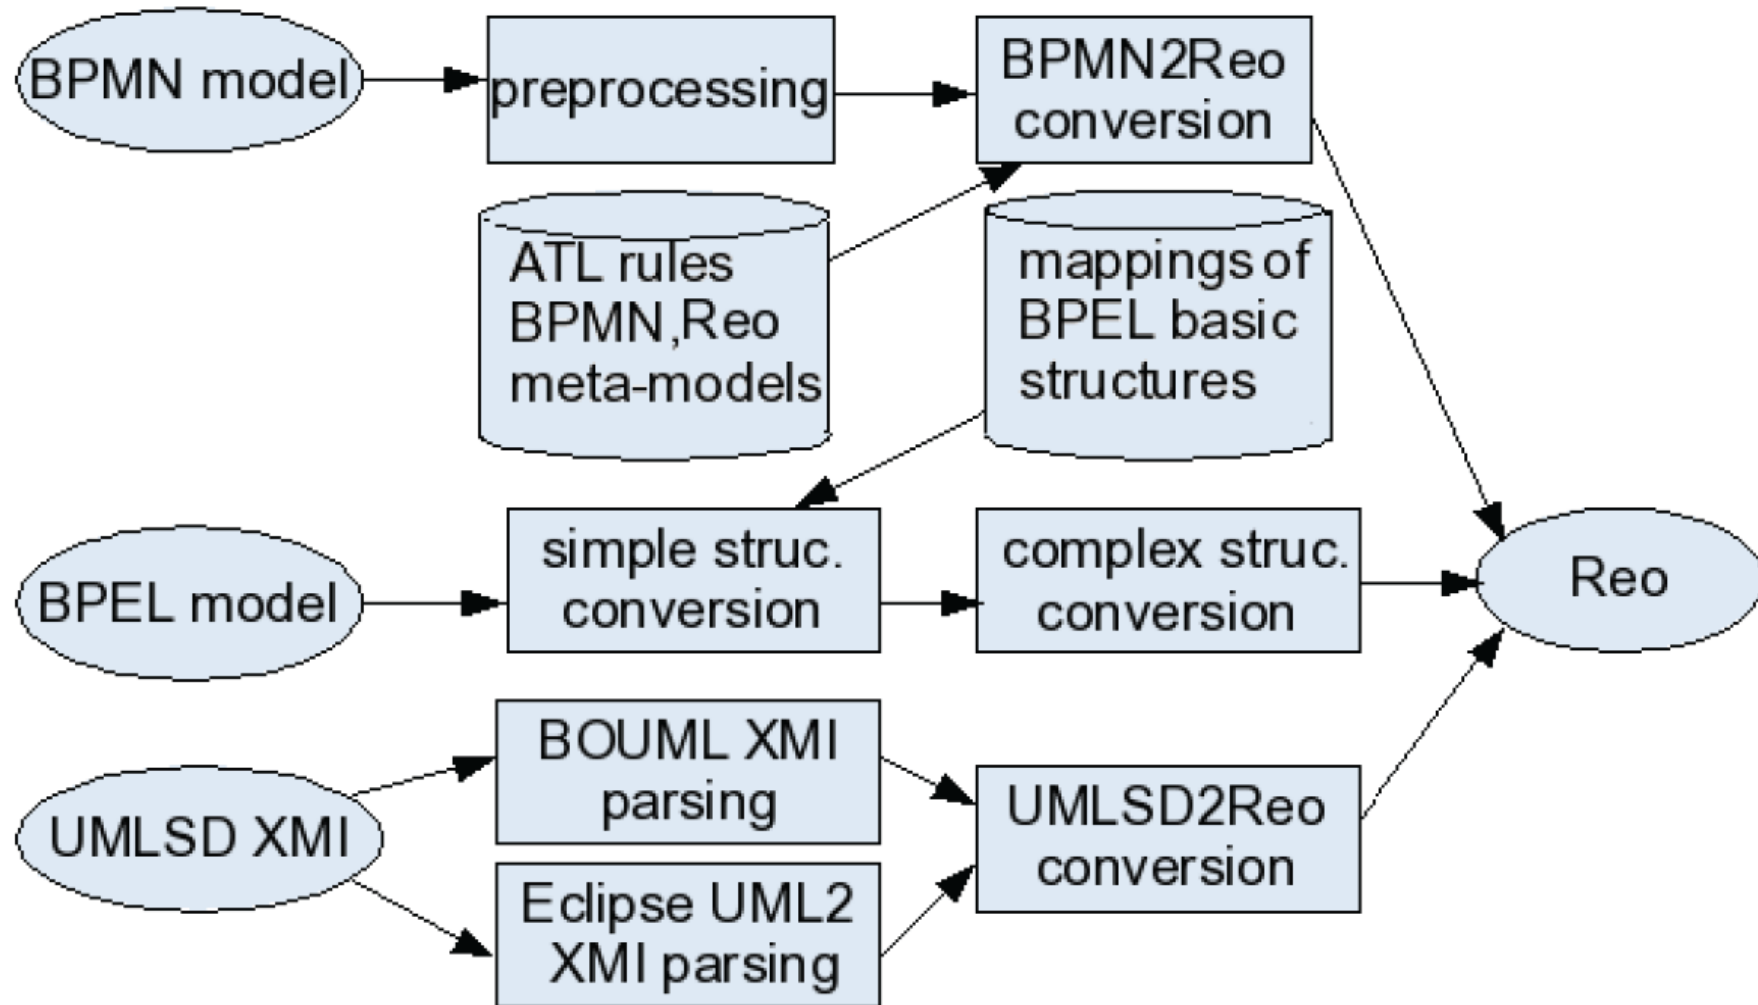 BPMN model
preprocessing
BPMN2Reo
conversion
ATL rules
BPMN,Reo
meta-models
mappings of
BPEL basic
structures
BPEL model
simple struc.
conversion
complex struc.
conversion
Reo
UMLSD XMI
BOUML XMI
parsing
Eclipse UML2
XMI parsing
UMLSD2Reo
conversion